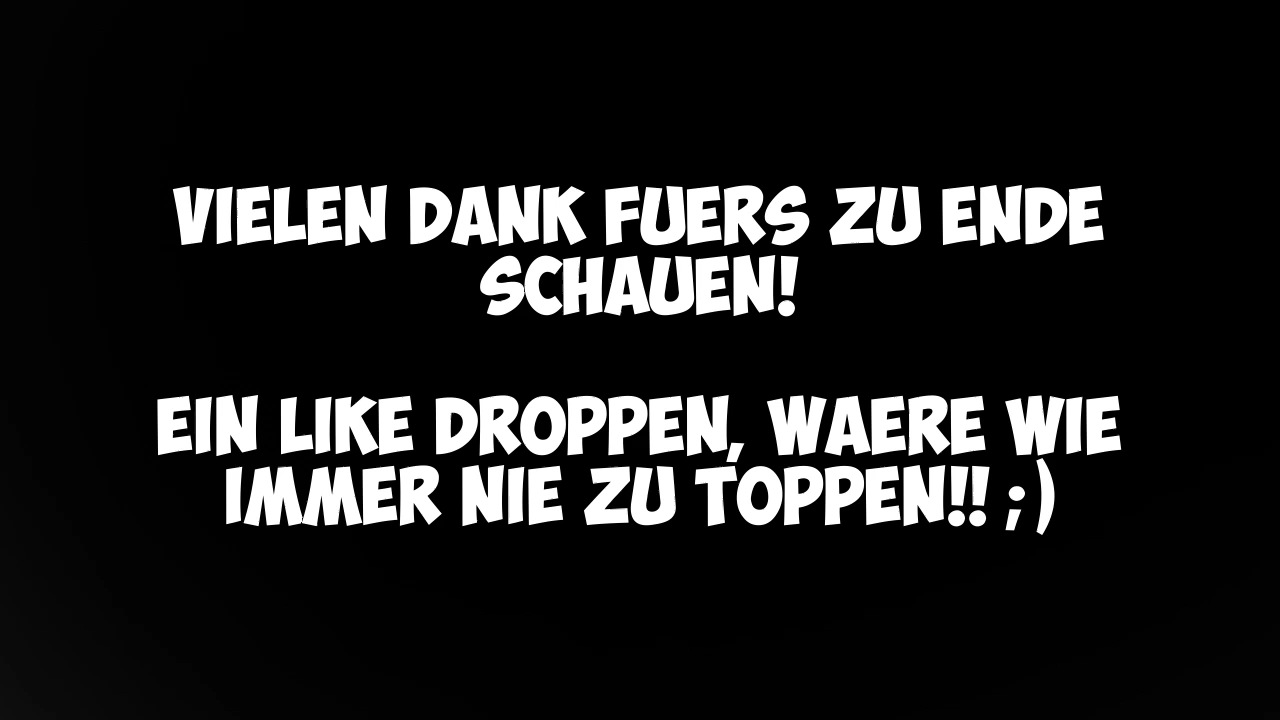 VIELEN DANK FUERS ZU ENDE
SCHAUEN!
EIN LIKE DROPPEN, WAERE WIE
IMMER NIE ZU TOPPEN!! ;)